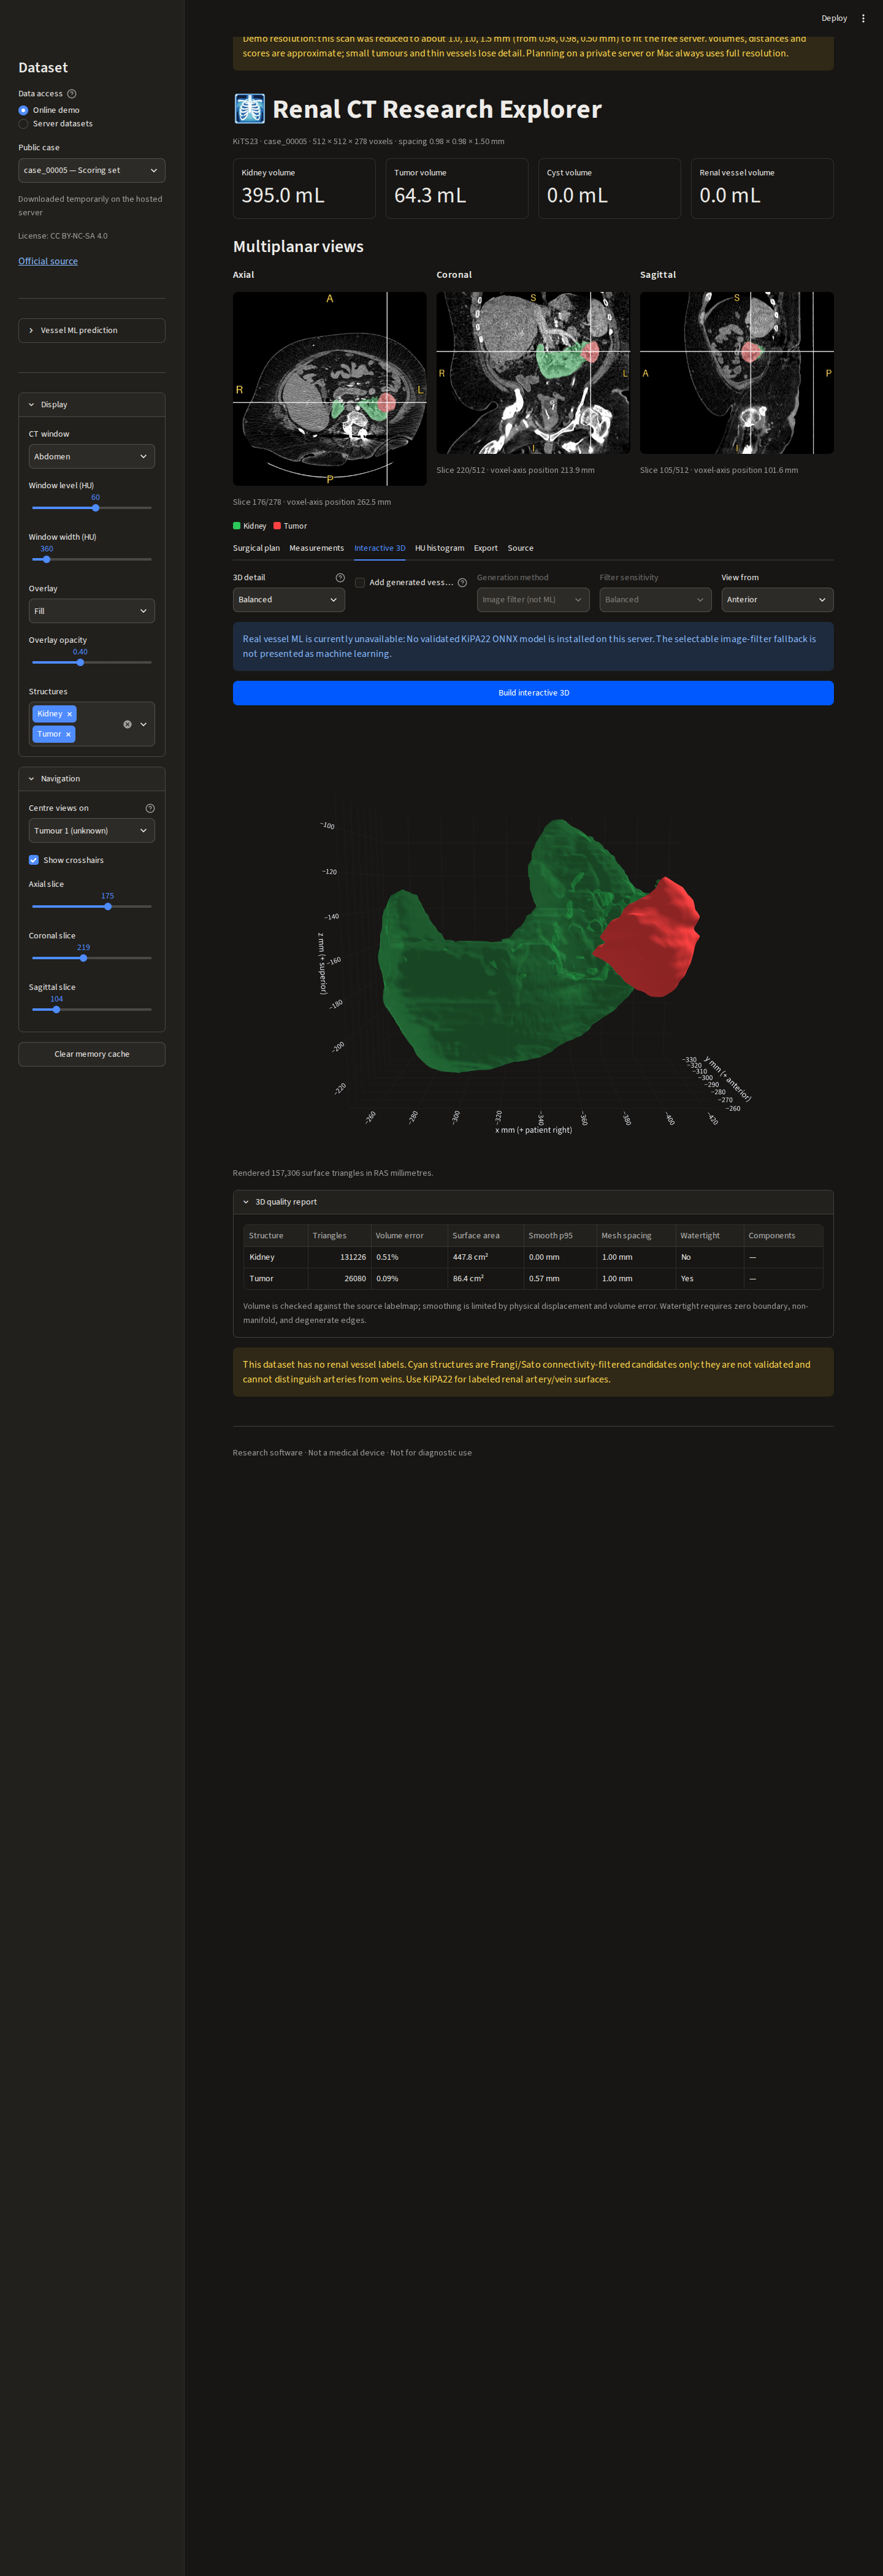 Deploy
Dataset
Data access
Online demo
Server datasets
Public case
case_00005 — Scoring set
Downloaded temporarily on the hosted
server
License: CC BY-NC-SA 4.0
Official source
Vessel ML prediction
Display
CT window
Abdomen
Window level (HU)
60
Window width (HU)
360
Overlay
Fill
Overlay opacity
0.40
Structures
Kidney
Tumor
Navigation
Centre views on
Tumour 1 (unknown)
Show crosshairs
Axial slice
175
Coronal slice
219
Sagittal slice
104
Clear memory cache
Demo resolution: this scan was reduced to about 1.0, 1.0, 1.5 mm (from 0.98, 0.98, 0.50 mm) to fit the free server. Volumes, distances and
scores are approximate; small tumours and thin vessels lose detail. Planning on a private server or Mac always uses full resolution.
Renal CT Research Explorer
KiTS23 · case_00005 · 512 × 512 × 278 voxels · spacing 0.98 × 0.98 × 1.50 mm
Kidney volume
395.0 mL
Tumor volume
64.3 mL
Cyst volume
0.0 mL
Renal vessel volume
0.0 mL
Multiplanar views
Axial
Coronal
Sagittal
A
R
L
P
S
R
L
I
S
A
P
I
Slice 176/278 · voxel-axis position 262.5 mm
Slice 220/512 · voxel-axis position 213.9 mm
Slice 105/512 · voxel-axis position 101.6 mm
Kidney Tumor
Surgical plan Measurements Interactive 3D HU histogram Export Source
3D detail
Balanced
Add generated vess…
Generation method
Image filter (not ML)
Filter sensitivity
Balanced
View from
Anterior
Real vessel ML is currently unavailable: No validated KiPA22 ONNX model is installed on this server. The selectable image-filter fallback is
not presented as machine learning.
Build interactive 3D
−100
−120
−140
−160
−180
−200
−220
z mm (+ superior)
−260
−280
−300
−320
−340
−360
−380
−400
−420
x mm (+ patient right)
−330
−320
−310
−300
−290
−280
−270
−260
y mm (+ anterior)
Rendered 157,306 surface triangles in RAS millimetres.
3D quality report
Structure Triangles Volume error Surface area Smooth p95 Mesh spacing Watertight Components
Kidney 131226 0.51% 447.8 cm² 0.00 mm 1.00 mm No —
Tumor 26080 0.09% 86.4 cm² 0.57 mm 1.00 mm Yes —
Volume is checked against the source labelmap; smoothing is limited by physical displacement and volume error. Watertight requires zero boundary, non-
manifold, and degenerate edges.
This dataset has no renal vessel labels. Cyan structures are Frangi/Sato connectivity-filtered candidates only: they are not validated and
cannot distinguish arteries from veins. Use KiPA22 for labeled renal artery/vein surfaces.
Research software · Not a medical device · Not for diagnostic use